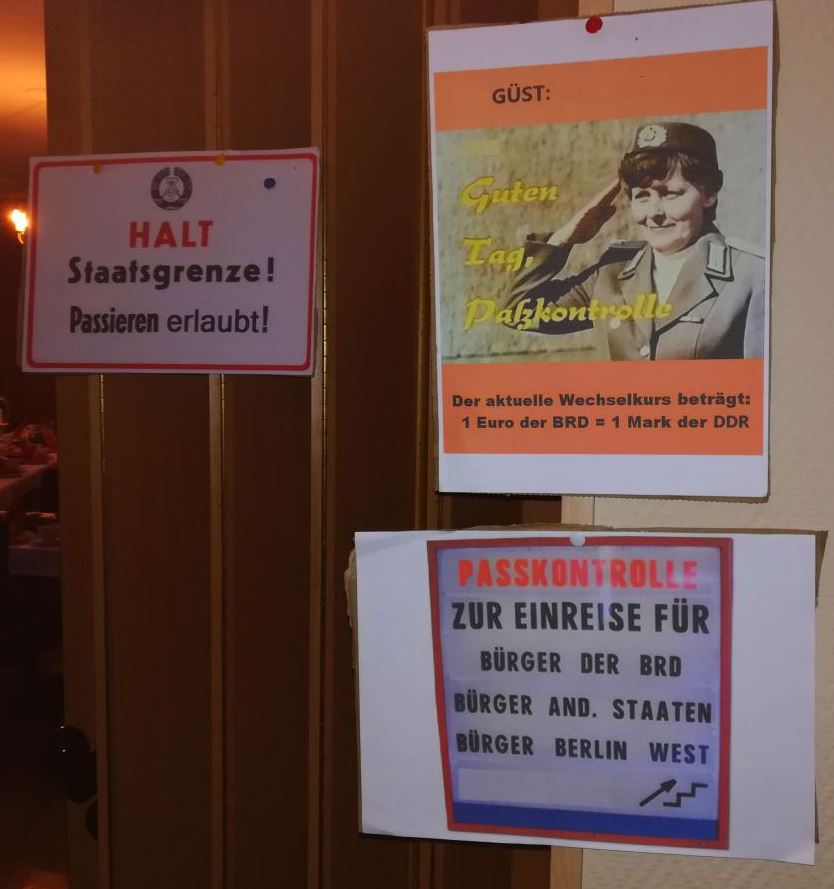 HALT
Staatsgrenze!
Passieren erlaubt!
GÜST:
Guten
Tag,
Paßkontrolle
Der aktuelle Wechselkurs beträgt:
1 Euro der BRD = 1 Mark der DDR
PASSKONTROLLE
ZUR EINREISE FÜR
BÜRGER DER BRD
BÜRGER AND. STAATEN
BÜRGER BERLIN WEST